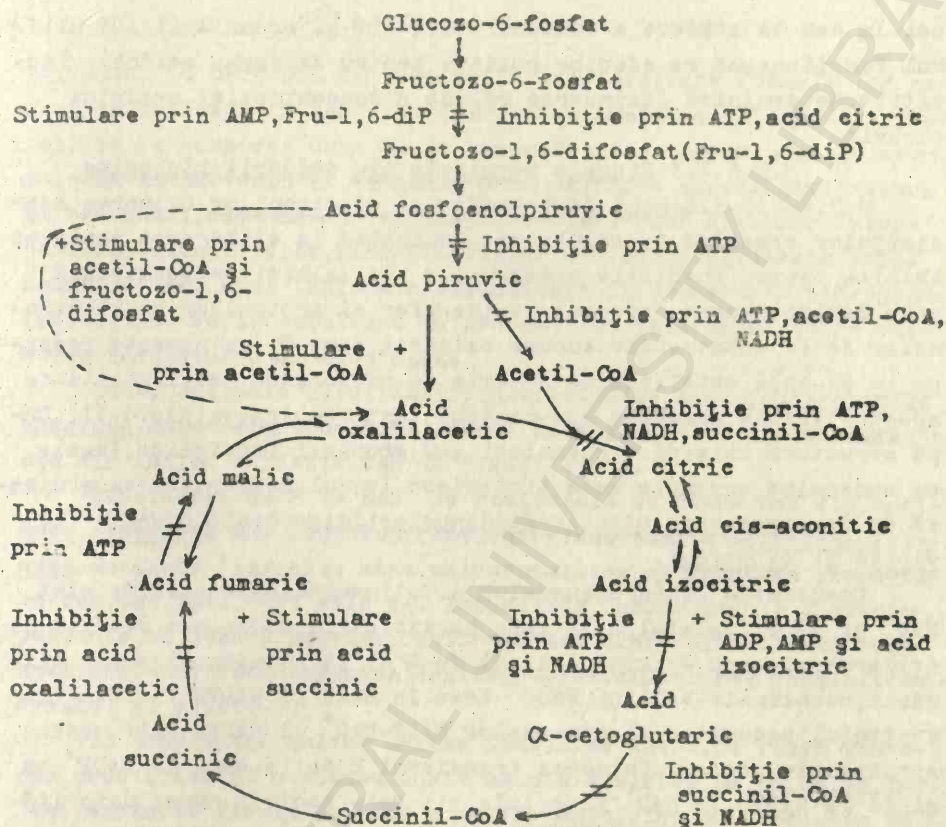 Glucozo-6-fosfat
Fructozo-6-fosfat
Stimulare prin AMP,Fru-1,6-diP
Inhibiţie prin ATP,acid citric
Fructozo-1,6-difosfat(Fru-1,6-diP)
Acid fosfoenolpiruvic
+Stimulare prin
acetil-CoA şi
fructozo-1,6-
difosfat
Inhibiţie prin ATP
Acid piruvic
Inhibiţie prin ATP,acetil-CoA,
NADH
Stimulare +
prin acetil-CoA
Acetil-CoA
Acid
oxalilacetic
Inhibiţie prin ATP,
NADH,succinil-CoA
Acid citric
Acid malic
Inhibiţie
prin ATP
Acid cis-aconitic
Acid fumaric
Acid izocitric
Inhibiţie
prin acid
oxalilacetic
+ Stimulare
prin acid
succinic
Inhibiţie
prin ATP
şi NADH
+ Stimulare prin
ADP,AMP şi acid
izocitric
Acid
α-cetoglutaric
Acid
succinic
Inhibiţie prin
succinil-CoA
şi NADH
Succinil-CoA
RAL UNIVERSITY LIBRA